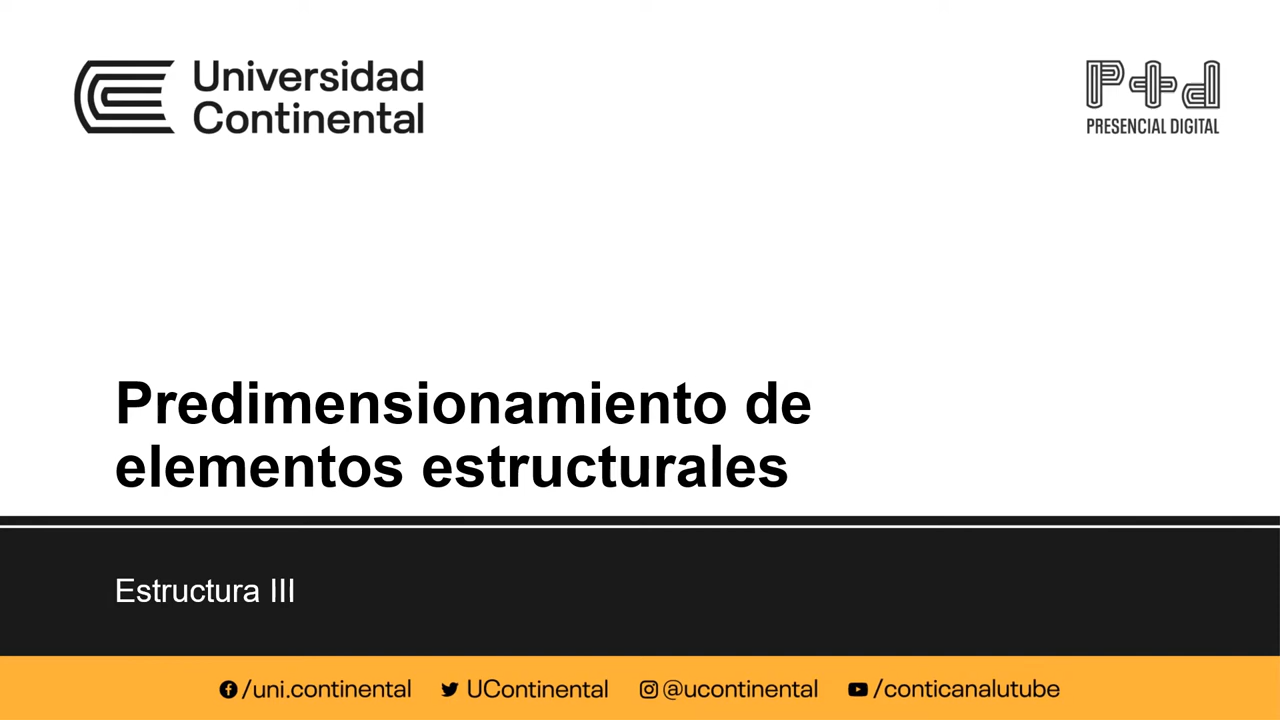 Universidad
Continental
P+d
PRESENCIAL DIGITAL
Predimensionamiento de
elementos estructurales
Estructura III
/uni.continental UContinental @ucontinental /conticanalutube